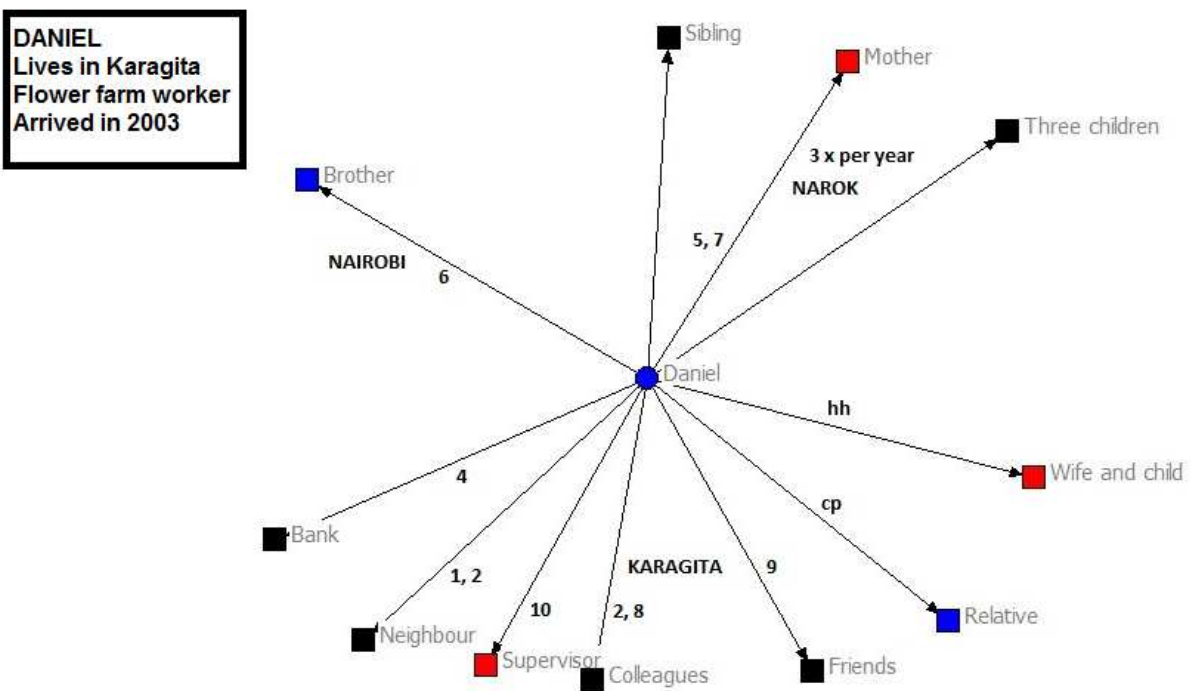 DANIEL
Lives in Karagita
Flower farm worker
Arrived in 2003
Sibling
Mother
Three children
3 x per year
NAROK
Brother
5, 7
NAIROBI
6
Daniel
hh
Wife and child
4
cp
Bank
KARAGITA
9
1, 2
10
2, 8
Relative
Neighbour
Supervisor
Colleagues
Friends